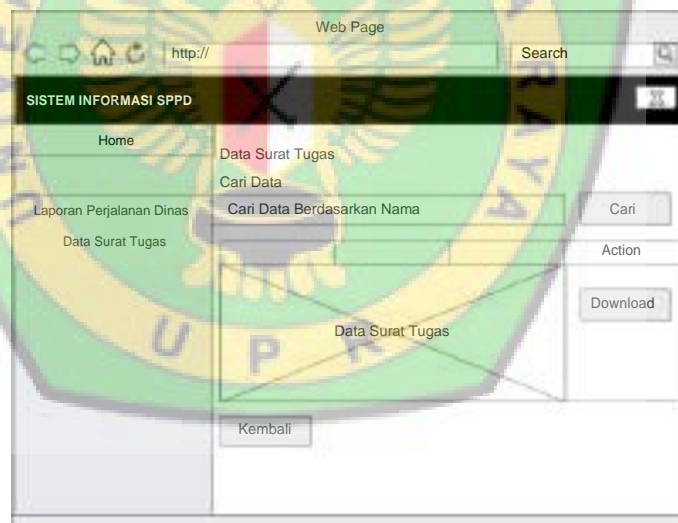 Web Page
http://
Search
SISTEM INFORMASI SPPD
Home
Laporan Perjalanan Dinas
Data Surat Tugas
Data Surat Tugas
Cari Data
Cari Data Berdasarkan Nama
Cari
Action
Data Surat Tugas
Download
Kembali
U P R
RAYA